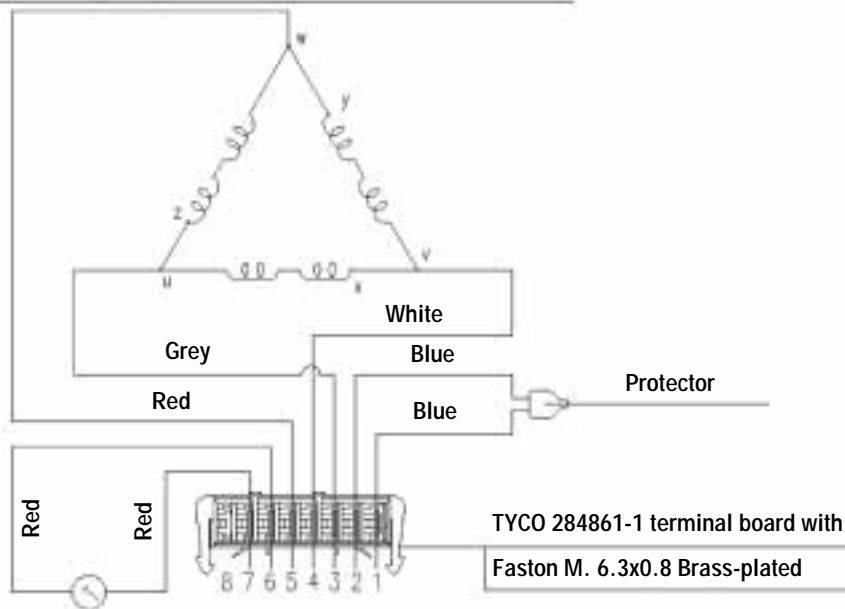 w
y
z
v
u
x
White
Grey
Blue
Protector
Red
Blue
Red
Red
TYCO 284861-1 terminal board with
Faston M. 6.3x0.8 Brass-plated
8 7 6 5 4 3 2 1